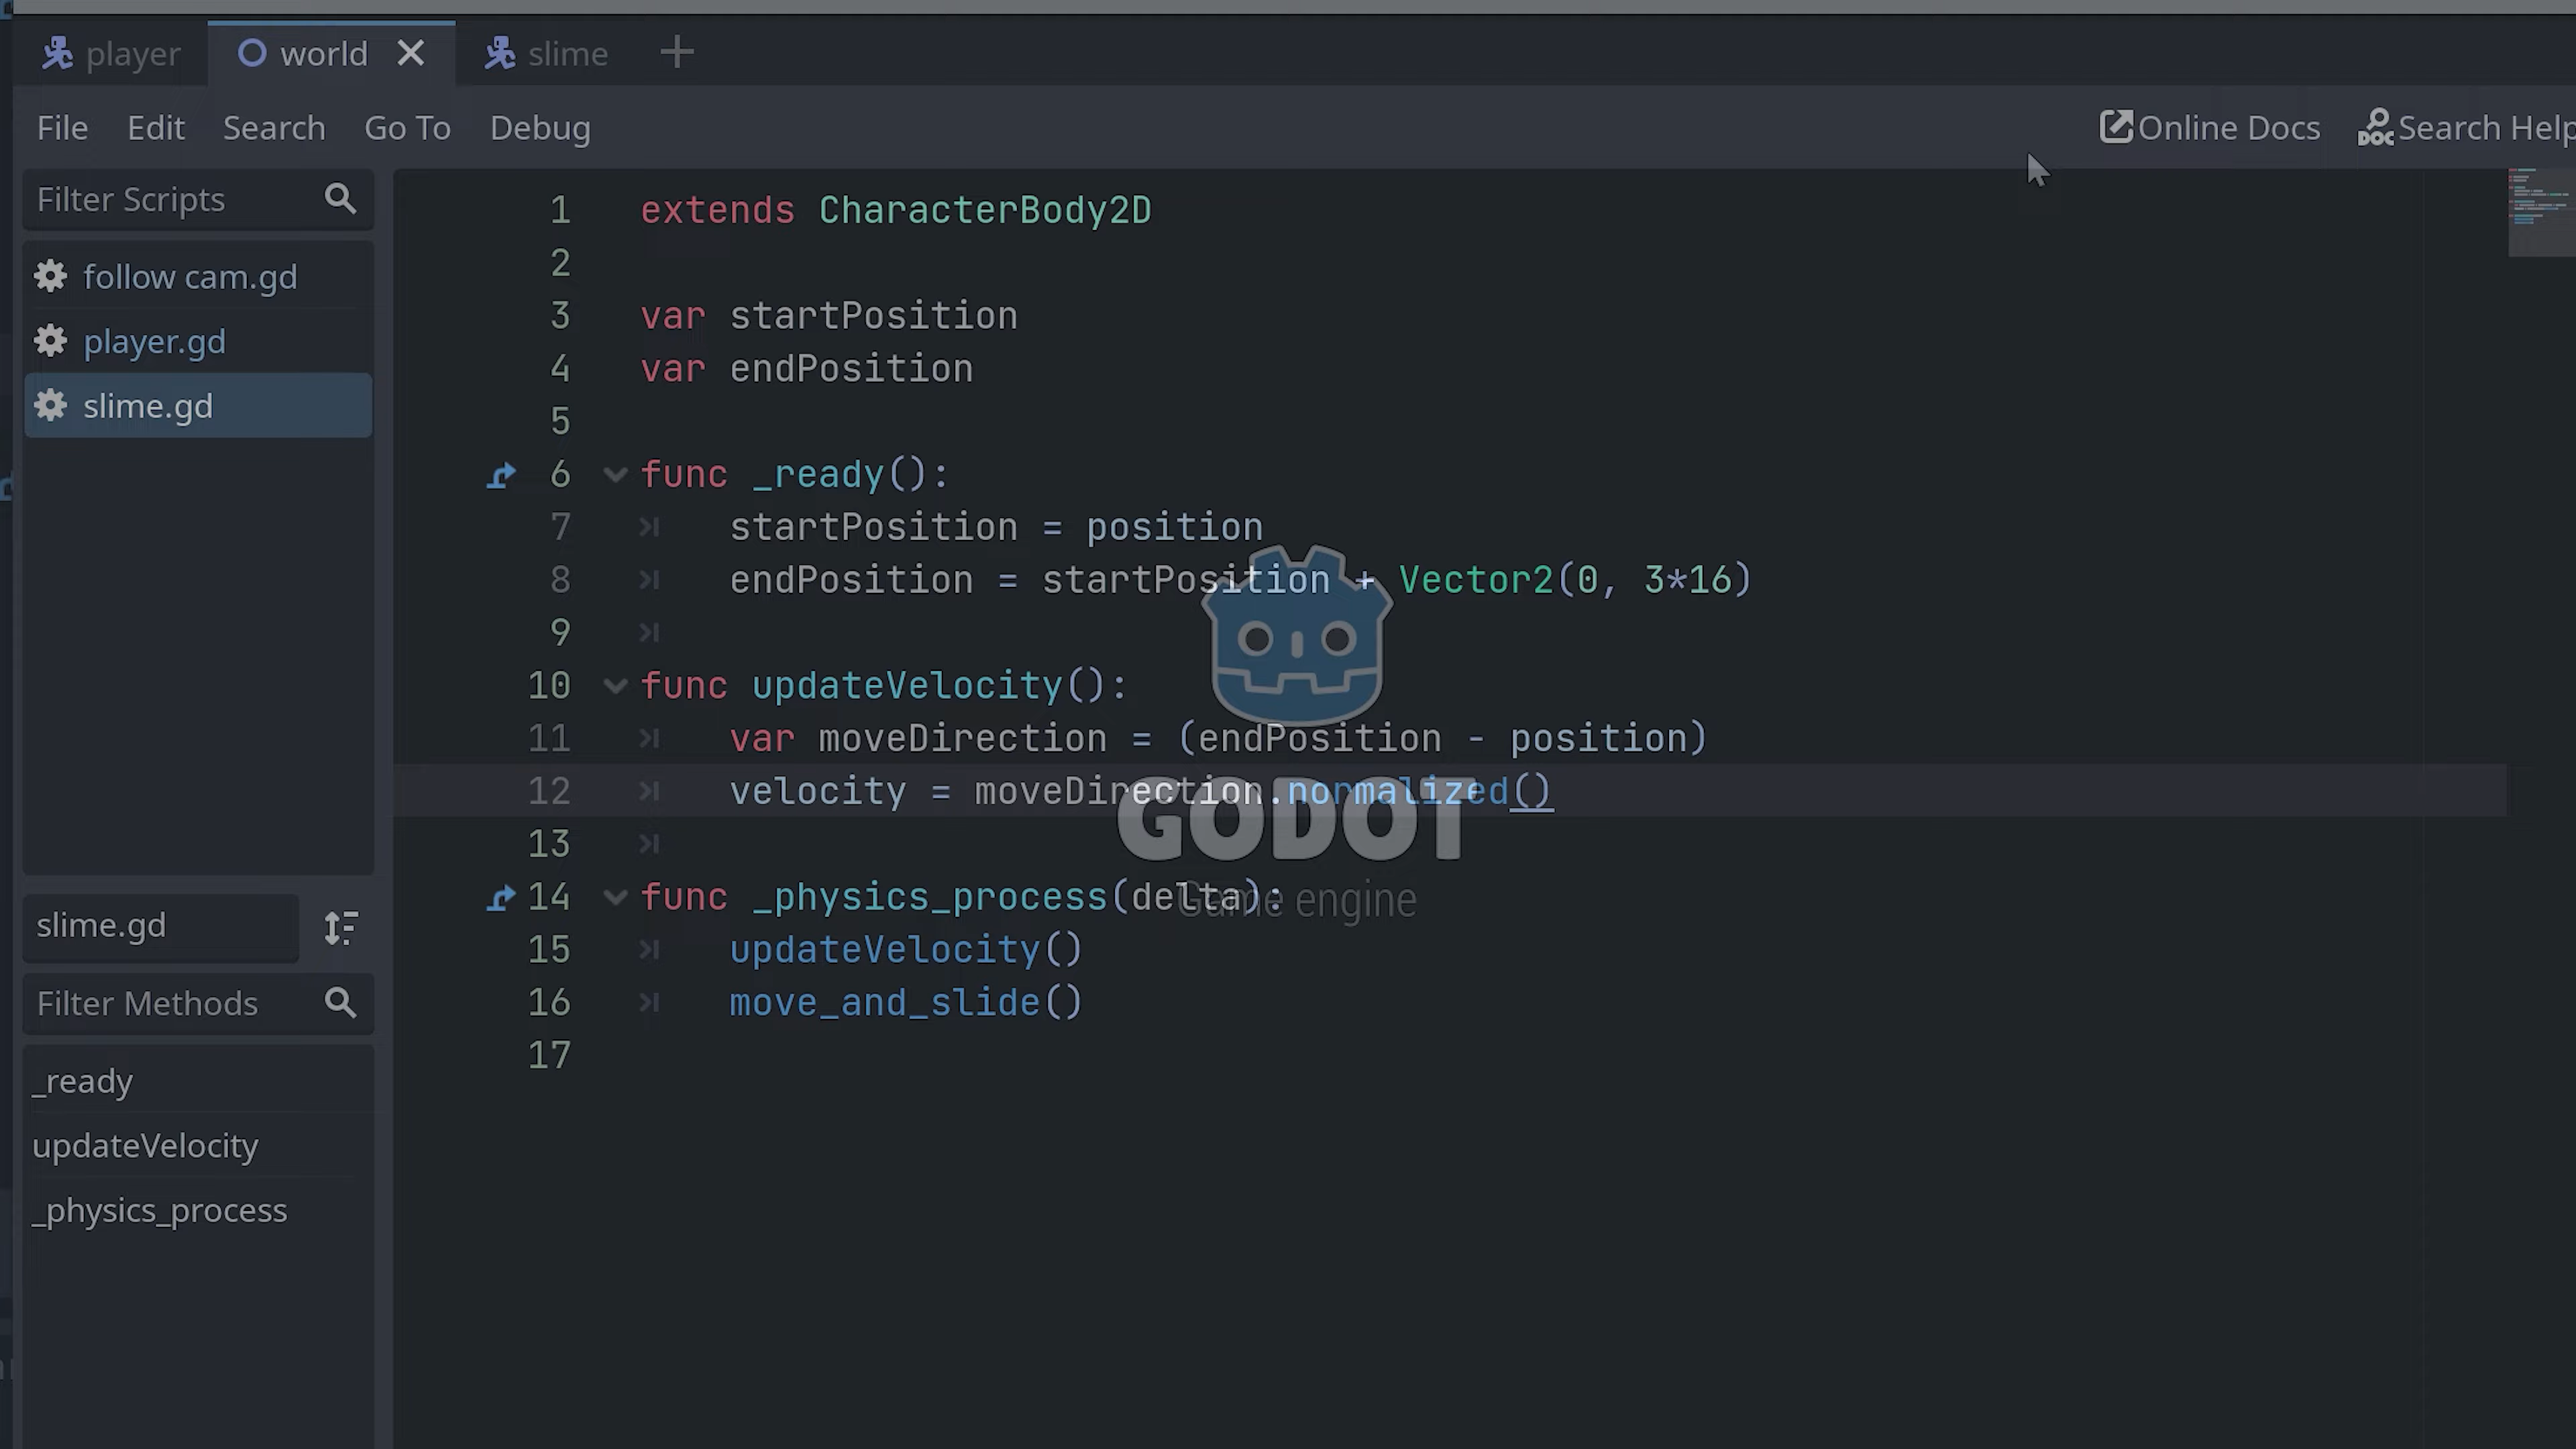 player
world
slime
File Edit Search Go To Debug
Online Docs
Search Help
Filter Scripts
follow cam.gd
player.gd
slime.gd
slime.gd
Filter Methods
_ready
updateVelocity
_physics_process
1 extends CharacterBody2D
2
3 var startPosition
4 var endPosition
5
6 func _ready():
7 startPosition = position
8 endPosition = startPosition + Vector2(0, 3*16)
9
10 func updateVelocity():
11 var moveDirection = (endPosition - position)
12 velocity = moveDirection.normalized()
13
14 func _physics_process(delta):
15 updateVelocity()
16 move_and_slide()
17
GODOT
Game engine